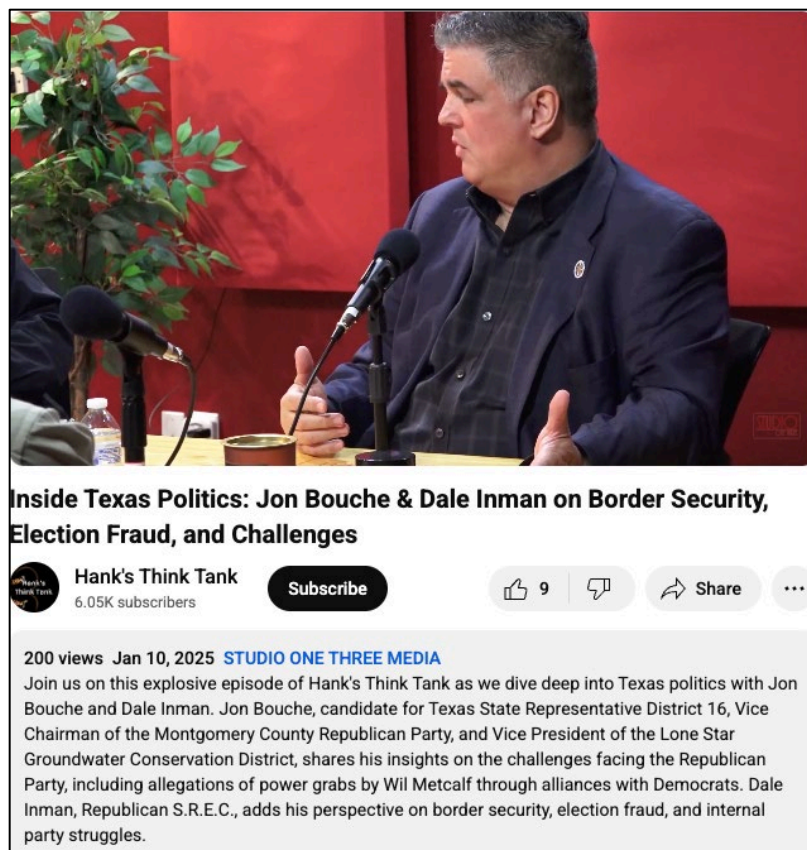 Inside Texas Politics: Jon Bouche & Dale Inman on Border Security,
Election Fraud, and Challenges
Hank's Think Tank
6.05K subscribers
Subscribe
9
Share
Hank's
Think Tank
200 views Jan 10, 2025 STUDIO ONE THREE MEDIA
Join us on this explosive episode of Hank's Think Tank as we dive deep into Texas politics with Jon
Bouche and Dale Inman. Jon Bouche, candidate for Texas State Representative District 16, Vice
Chairman of the Montgomery County Republican Party, and Vice President of the Lone Star
Groundwater Conservation District, shares his insights on the challenges facing the Republican
Party, including allegations of power grabs by Wil Metcalf through alliances with Democrats. Dale
Inman, Republican S.R.E.C., adds his perspective on border security, election fraud, and internal
party struggles.